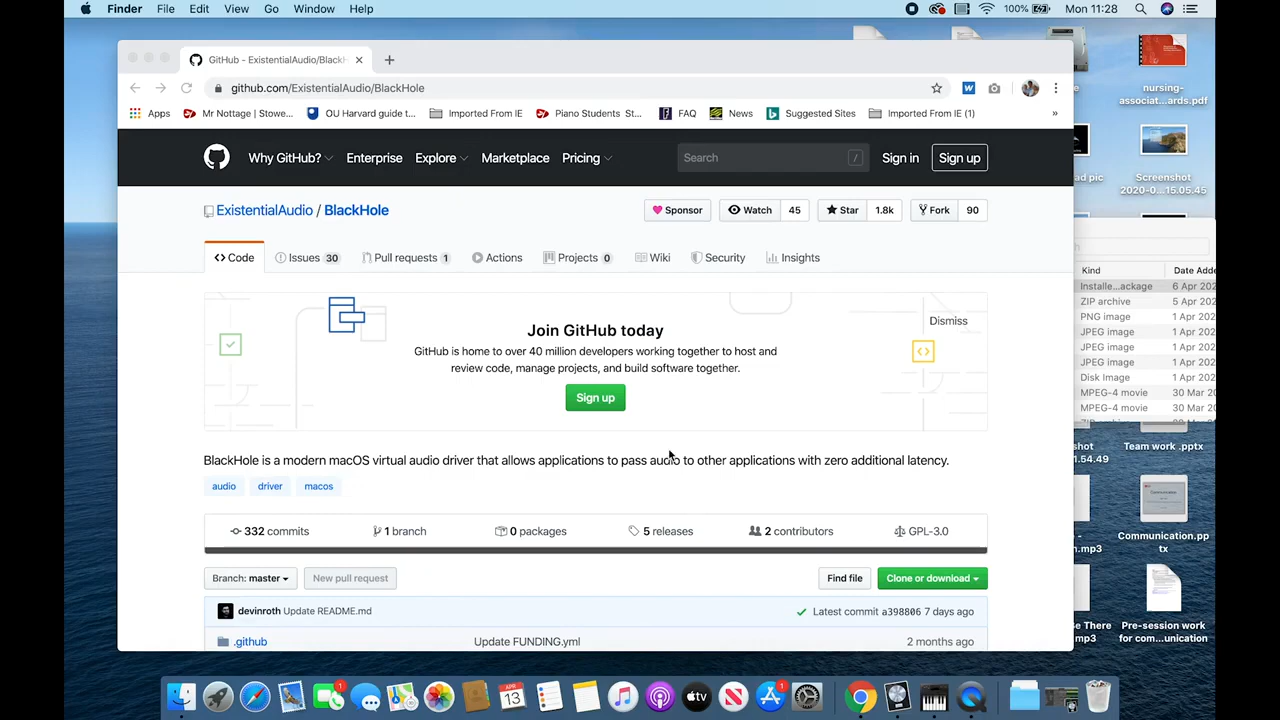 Finder File Edit View Go Window Help 100% Mon 11:28
GitHub - ExistentialAudio/BlackH
github.com/ExistentialAudio/BlackHole
Apps Mr Nottage | Stowe... OU Harvard guide t... Imported From IE Piano Students St... FAQ News Suggested Sites Imported From IE (1) »
Why GitHub? Enterprise Explore Marketplace Pricing Search / Sign in Sign up
ExistentialAudio / BlackHole Sponsor Watch 45 Star 1.8k Fork 90
Code Issues 30 Pull requests 1 Actions Projects 0 Wiki Security Insights
Join GitHub today
Dismiss
GitHub is home to over 40 million developers working together to host and
review code, manage projects, and build software together.
Sign up
BlackHole is a modern macOS virtual audio driver that allows applications to pass audio to other applications with zero additional latency.
audio driver macos
332 commits 1 branch 0 packages 5 releases 2 contributors GPL-3.0
Branch: master New pull request Find file Clone or download
devinroth Update README.md Latest commit a398806 7 days ago
.github Update FUNDING.yml 2 months ago
nursing-
associat...ards.pdf
ad pic
Screenshot
2020-0...15.05.45
Kind Date Adde
Installe...ackage 6 Apr 202
ZIP archive 5 Apr 202
PNG image 1 Apr 202
JPEG image 1 Apr 202
JPEG image 1 Apr 202
JPEG image 1 Apr 202
Disk Image 1 Apr 202
MPEG-4 movie 30 Mar 20
MPEG-4 movie 30 Mar 20
shot
1.54.49
Team work .pptx
Communication.pp
tx
n.mp3
Be There
mp3
Pre-session work
for com...unication
APR
13
tv